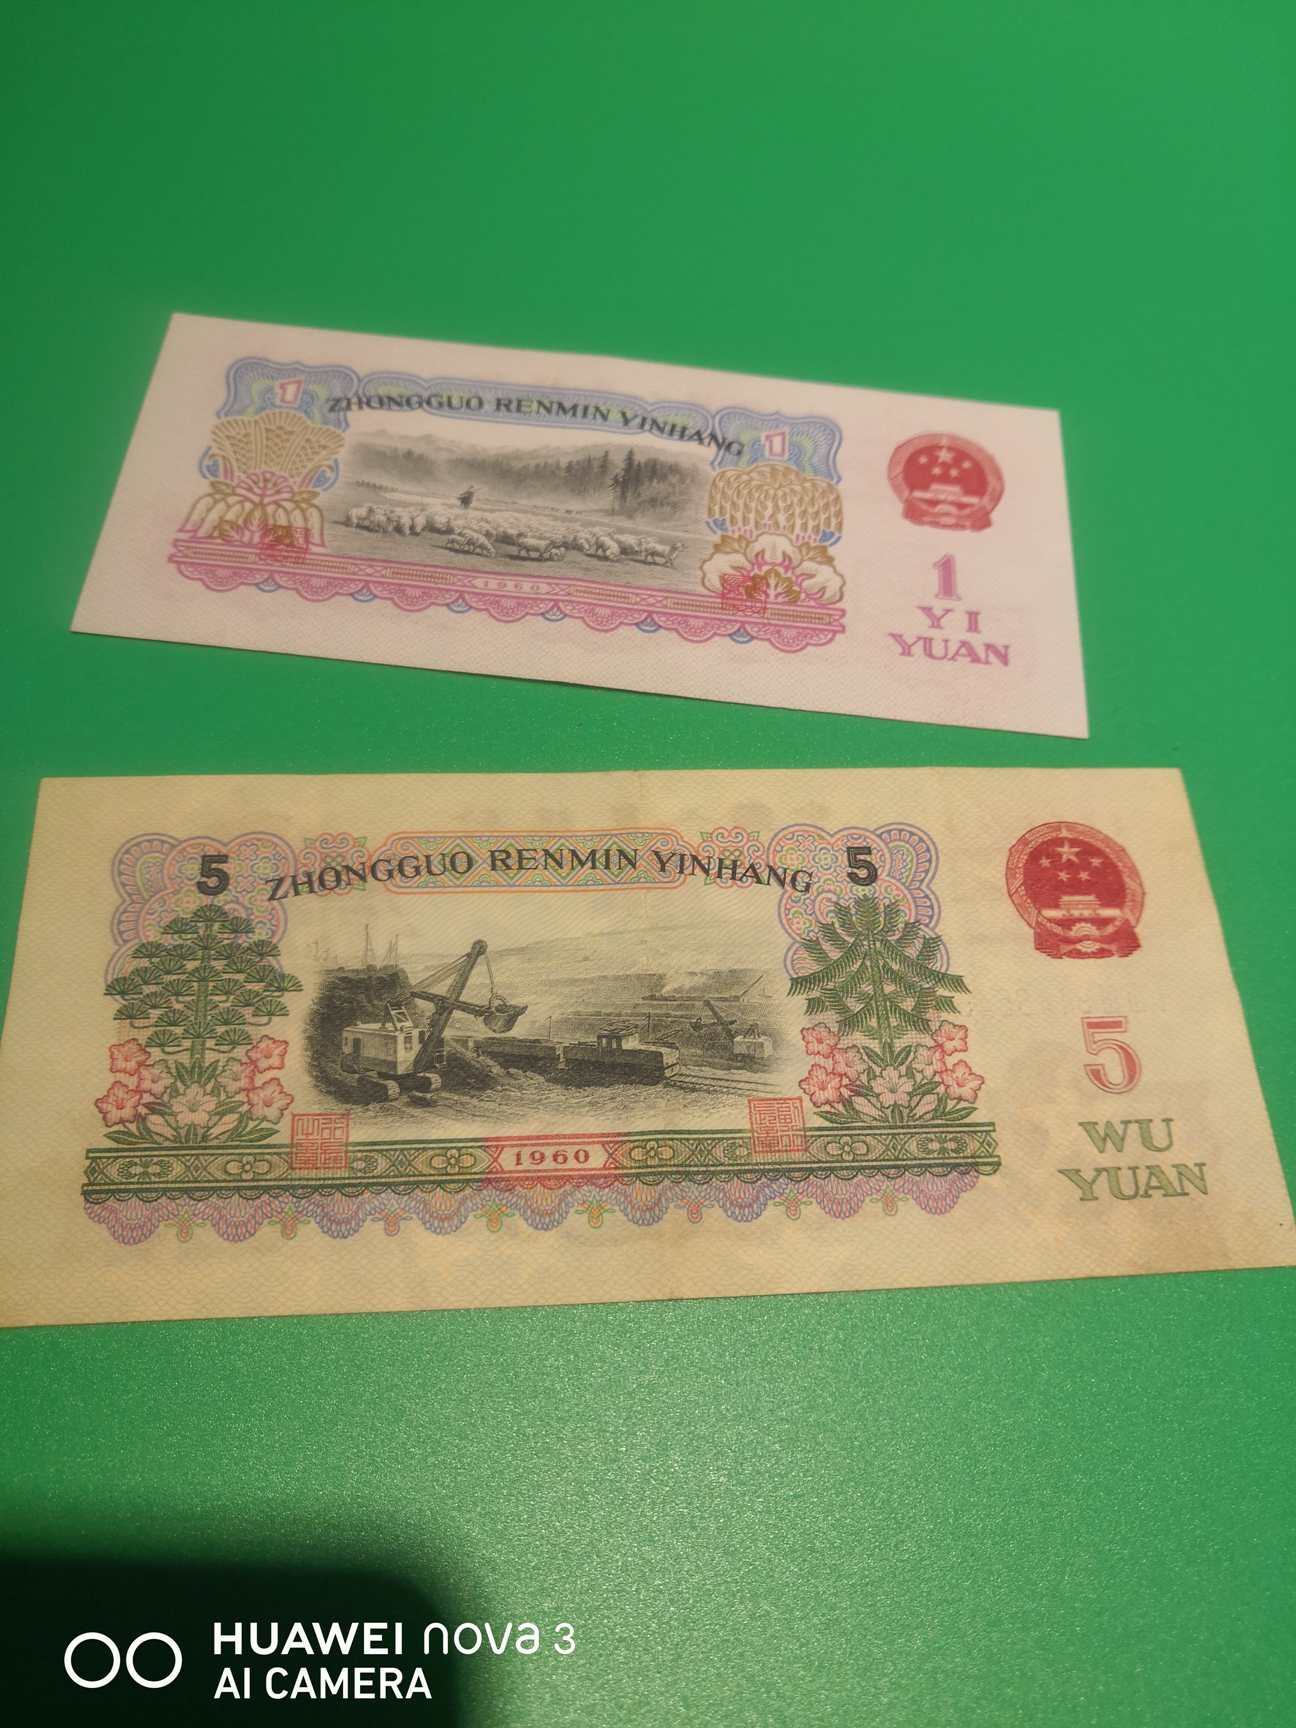 1
ZHONGGUO RENMIN YINHANG
1
1960
1
YI
YUAN
5
ZHONGGUO RENMIN YINHANG
5
1960
5
WU
YUAN
HUAWEI nova 3
AI CAMERA